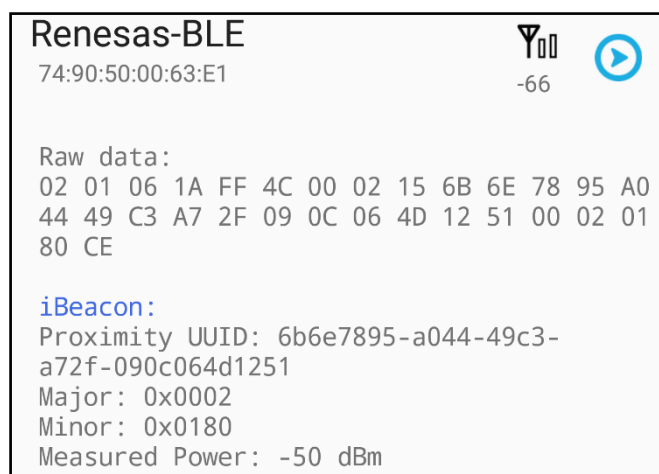 Renesas-BLE
74:90:50:00:63:E1
-66
Raw data:
02 01 06 1A FF 4C 00 02 15 6B 6E 78 95 A0
44 49 C3 A7 2F 09 0C 06 4D 12 51 00 02 01
80 CE
iBeacon:
Proximity UUID: 6b6e7895-a044-49c3-
a72f-090c064d1251
Major: 0x0002
Minor: 0x0180
Measured Power: -50 dBm